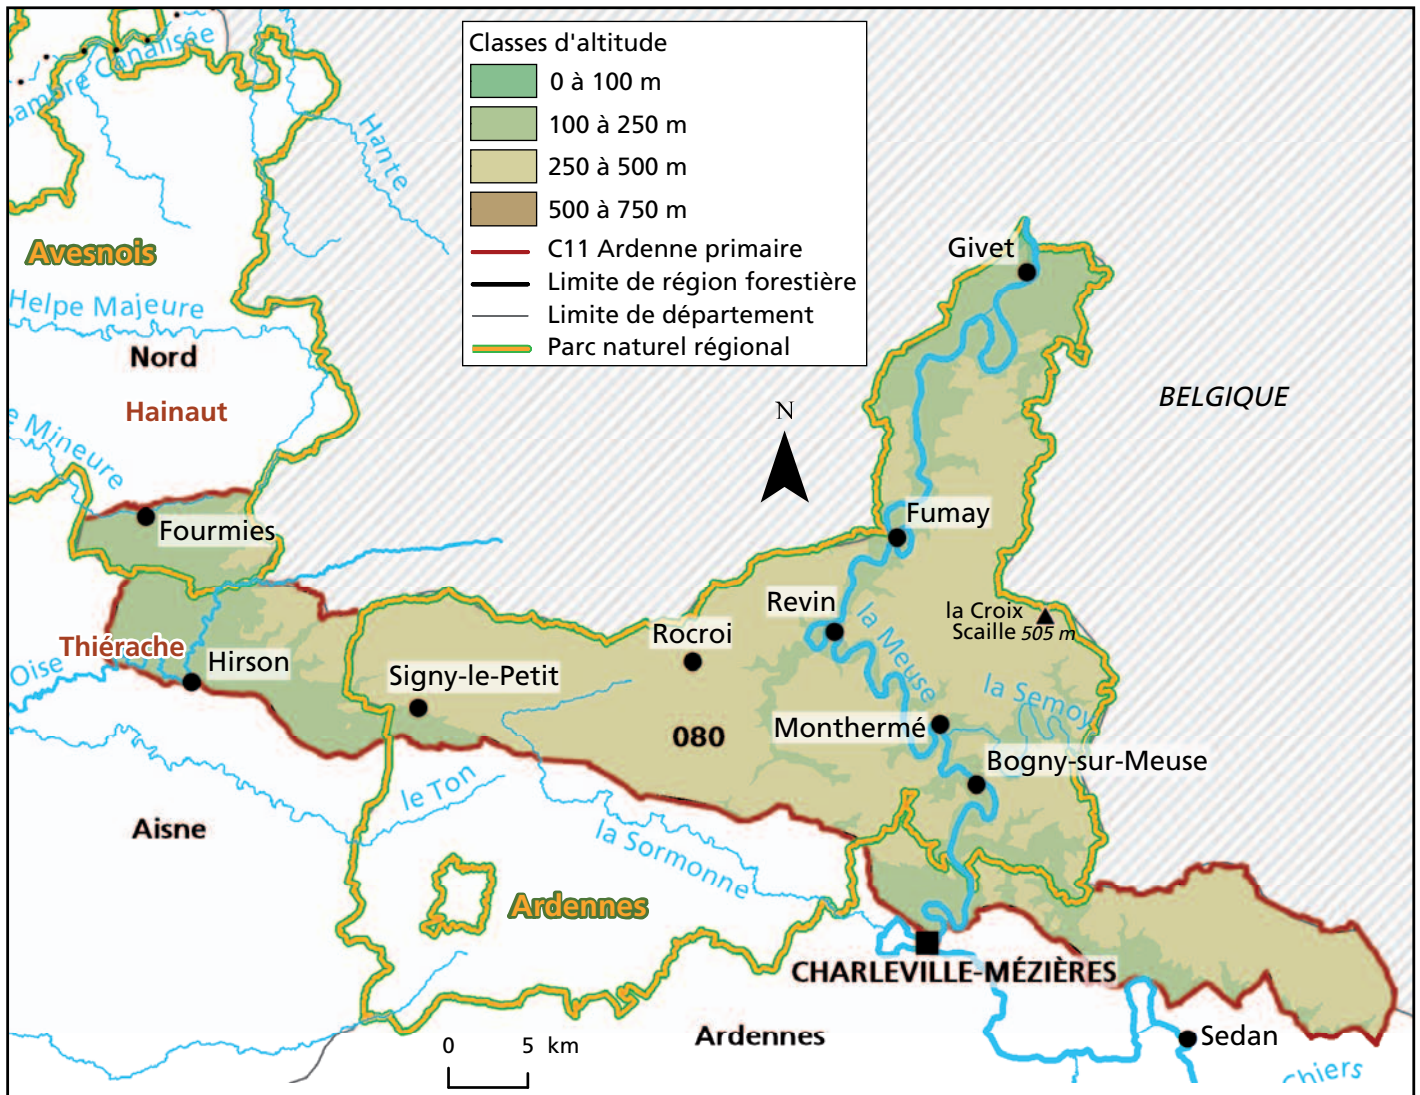 Classes d'altitude
0 à 100 m
100 à 250 m
250 à 500 m
500 à 750 m
C11 Ardenne primaire
Limite de région forestière
Limite de département
Parc naturel régional
Sambre Canalisée
Hante
Avesnois
Helpe Majeure
Nord
Hainaut
e Mineure
Givet
BELGIQUE
N
Fourmies
Fumay
Revin
la Meuse
la Croix
Scaille 505 m
Rocroi
Thiérache
Hirson
Oise
Signy-le-Petit
la Semoy
080
Monthermé
Bogny-sur-Meuse
le Ton
Aisne
la Sormonne
Ardennes
CHARLEVILLE-MÉZIÈRES
Ardennes
0 5 km
Sedan
Chiers